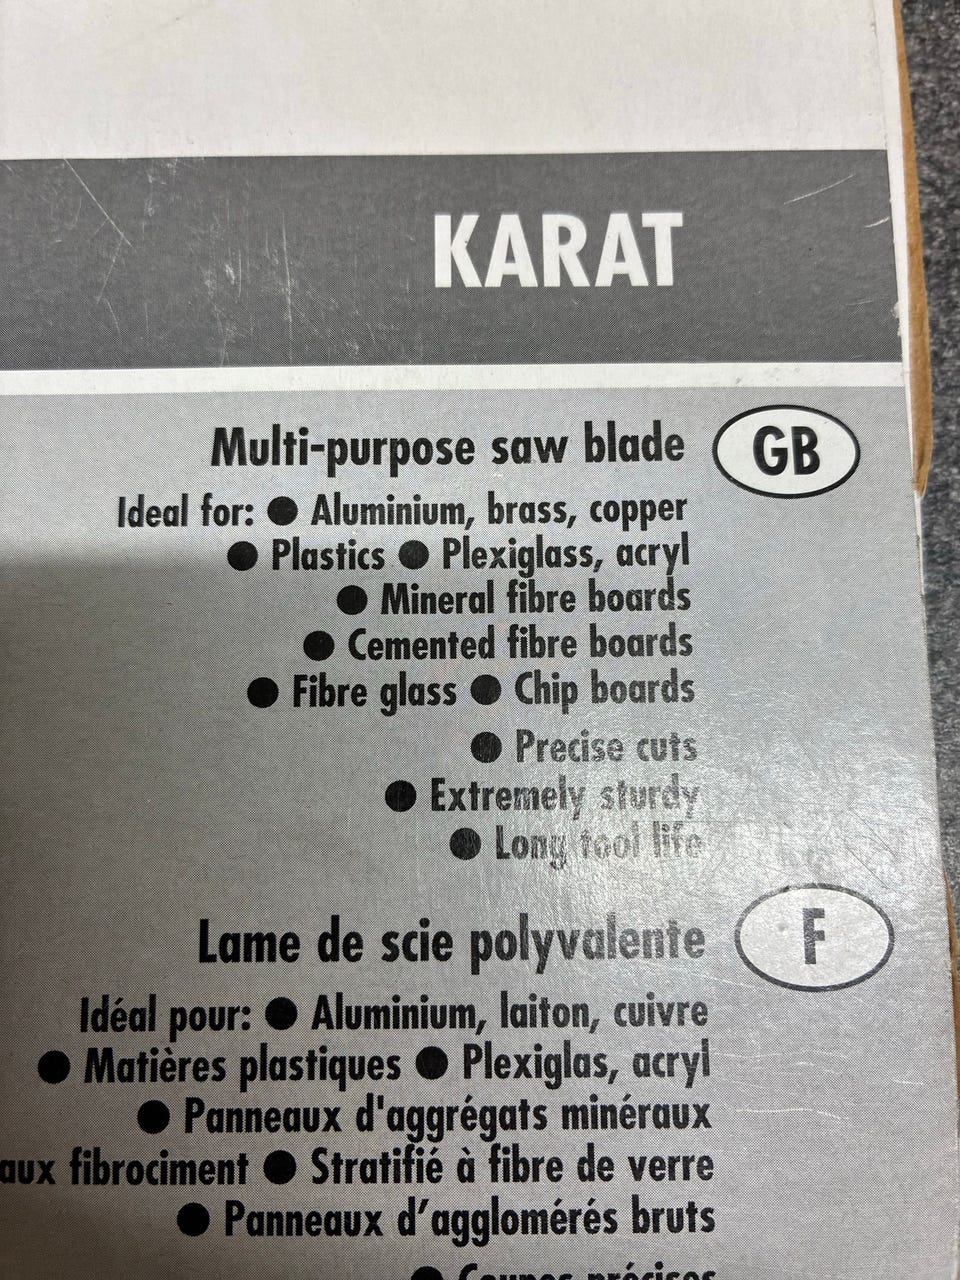 KARAT
Multi-purpose saw blade GB
Ideal for: ● Aluminium, brass, copper
● Plastics ● Plexiglass, acryl
● Mineral fibre boards
● Cemented fibre boards
● Fibre glass ● Chip boards
● Precise cuts
● Extremely sturdy
● Long tool life
Lame de scie polyvalente F
Idéal pour: ● Aluminium, laiton, cuivre
● Matières plastiques ● Plexiglas, acryl
● Panneaux d'aggrégats minéraux
aux fibrociment ● Stratifié à fibre de verre
● Panneaux d’agglomérés bruts
● Coupes précises